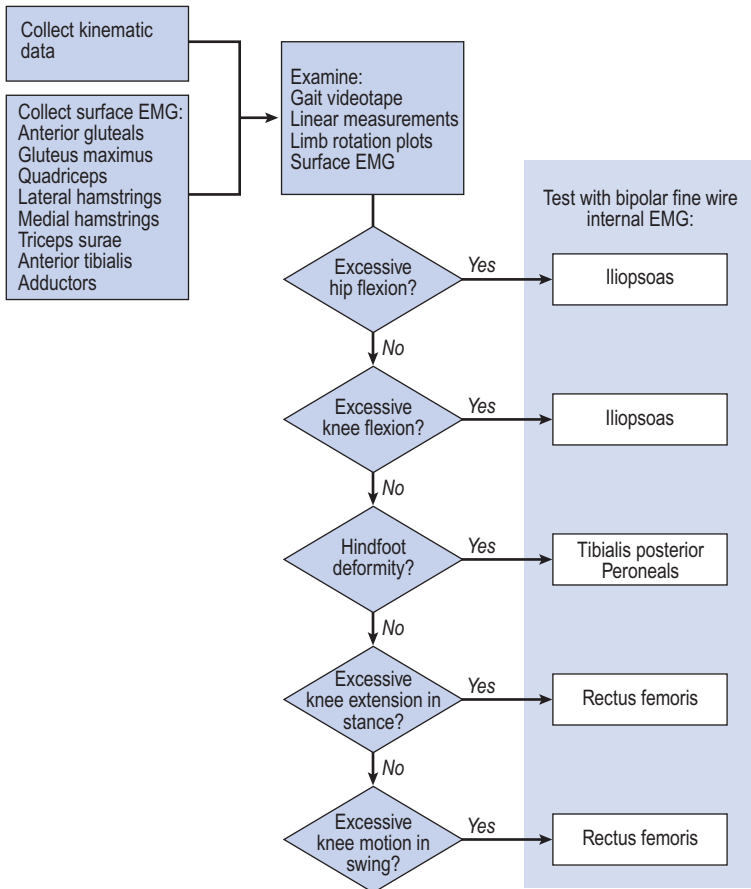 Collect kinematic
data
Collect surface EMG:
Anterior gluteals
Gluteus maximus
Quadriceps
Lateral hamstrings
Medial hamstrings
Triceps surae
Anterior tibialis
Adductors
Examine:
Gait videotape
Linear measurements
Limb rotation plots
Surface EMG
Test with bipolar fine wire
internal EMG:
Excessive
hip flexion?
Yes
Iliopsoas
No
Excessive
knee flexion?
Yes
Iliopsoas
No
Hindfoot
deformity?
Yes
Tibialis posterior
Peroneals
No
Excessive
knee extension in
stance?
Yes
Rectus femoris
No
Excessive
knee motion in
swing?
Yes
Rectus femoris